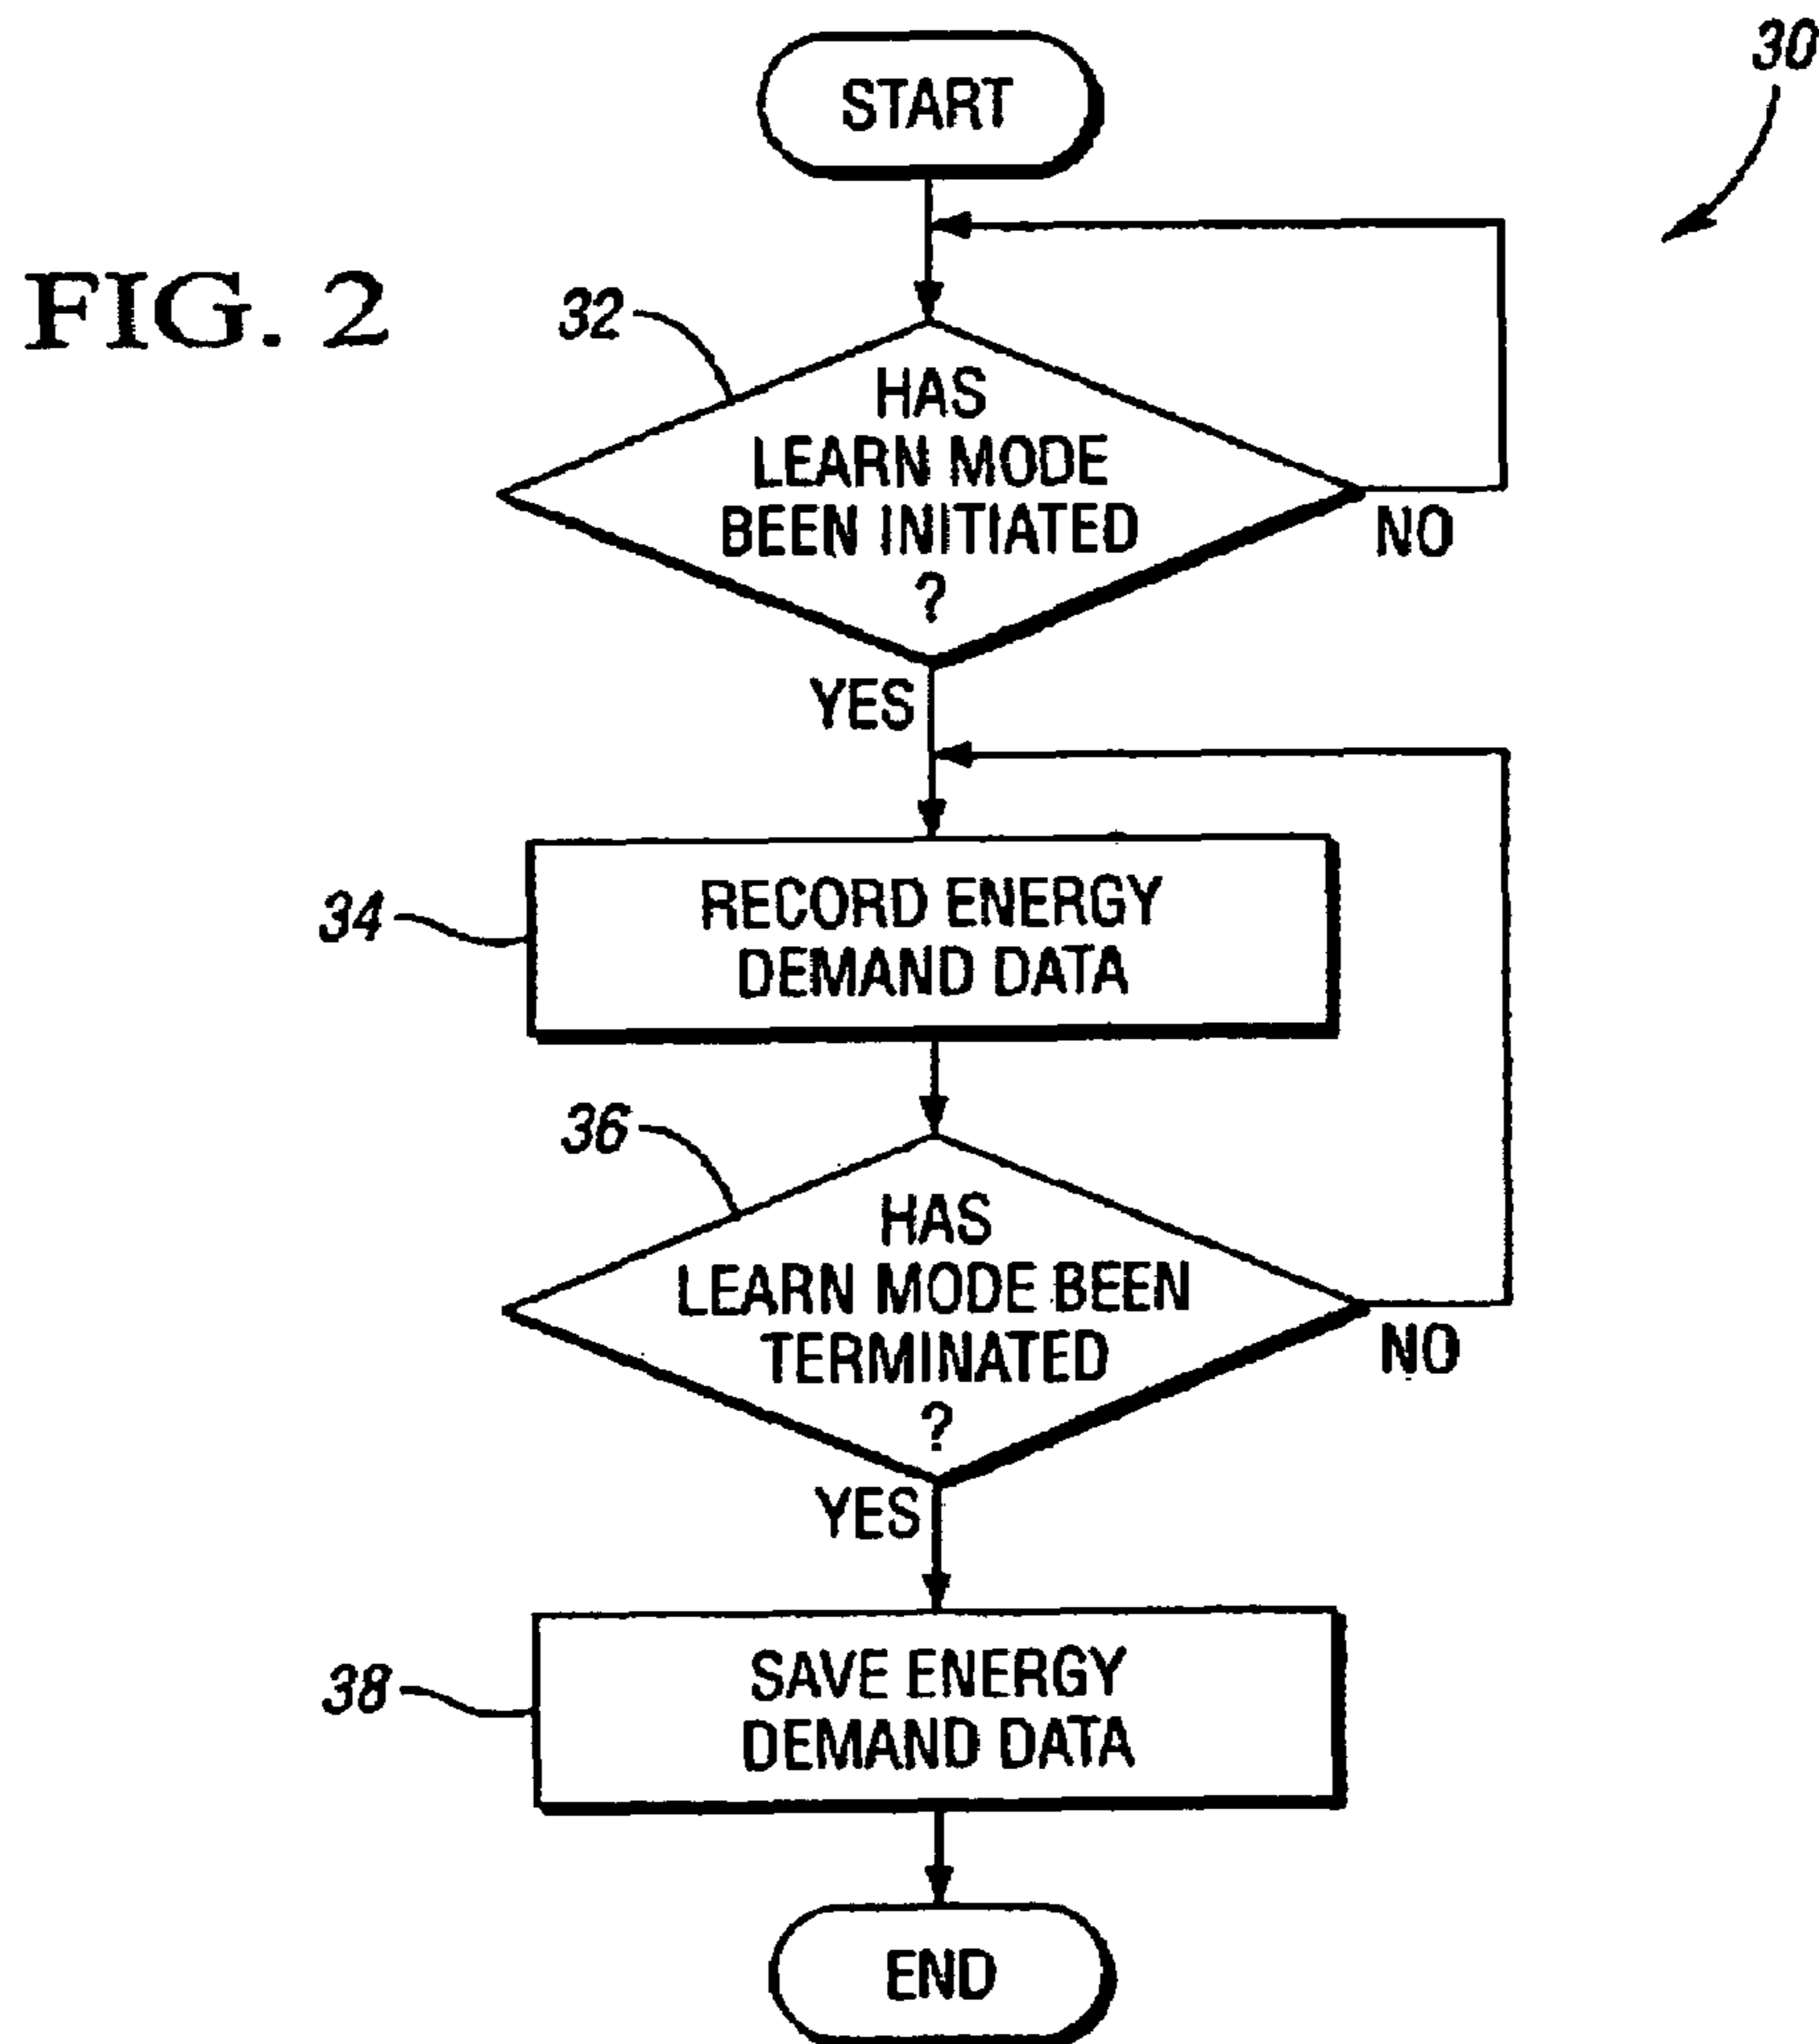 START
30
FIG. 2
32
HAS
LEARN MODE
BEEN INITIATED
?
NO
YES
34
RECORD ENERGY
DEMAND DATA
36
HAS
LEARN MODE BEEN
TERMINATED
?
NO
YES
38
SAVE ENERGY
DEMAND DATA
END